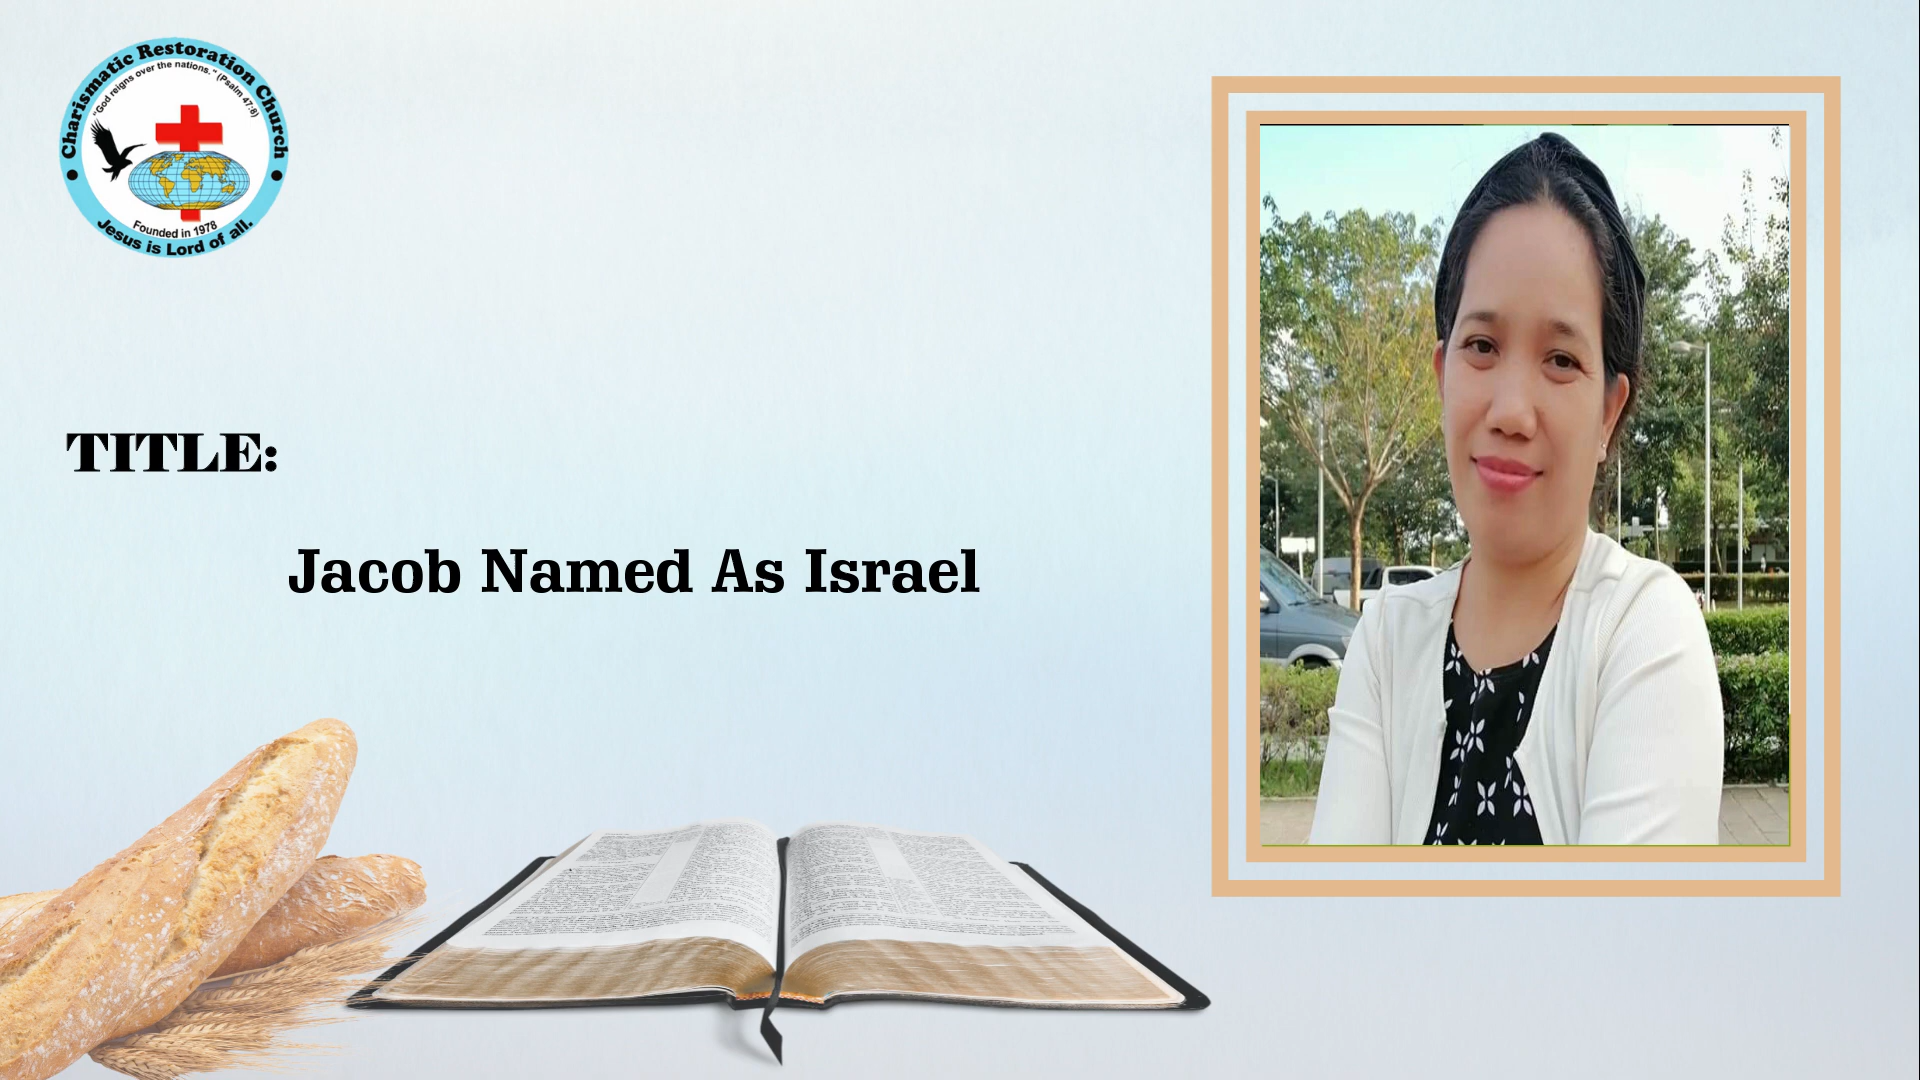 Charismatic Restoration Church
"God reigns over the nations." (Psalm 47:8)
Founded in 1978
Jesus is Lord of all.
TITLE:
Jacob Named As Israel